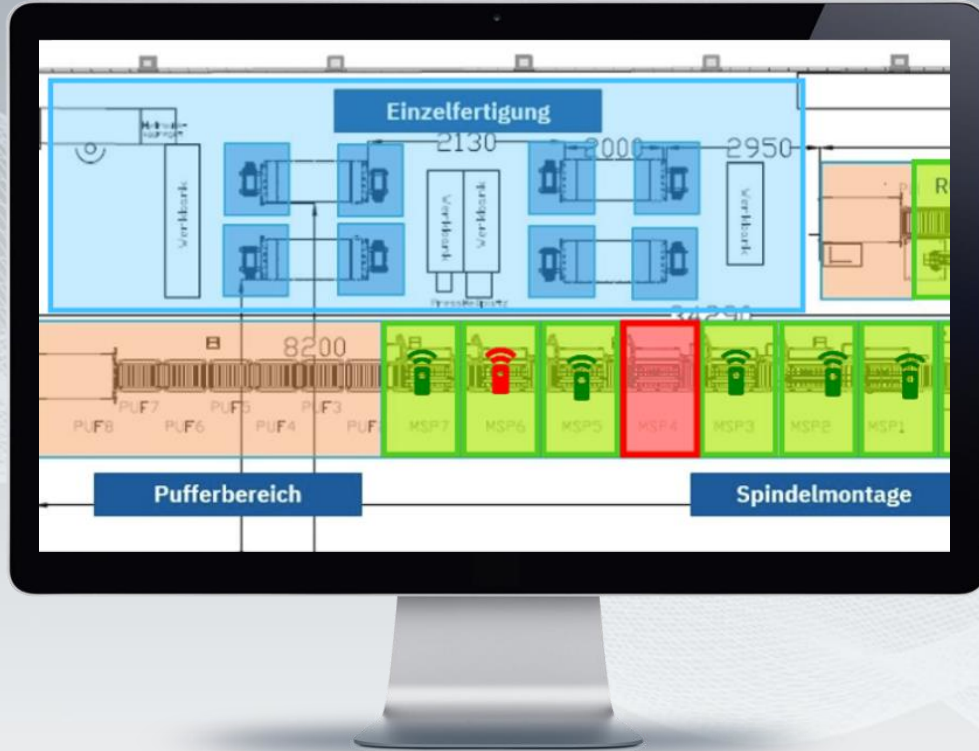 Einzelfertigung
2130
2000
2950
Werkbank
Werkbank
Werkbank
Werkbank
R
34290
B
8200
A
B
A
A
B
PUF8
PUF7
PUF6
PUF5
PUF4
PUF3
MSP7
MSP6
MSP5
MSP4
MSP3
MSP2
MSP1
Pufferbereich
Spindelmontage